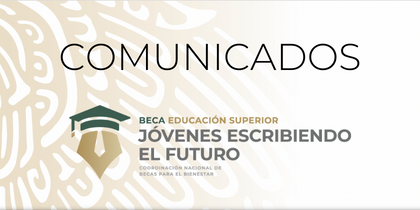 COMUNICADOS
BECA EDUCACIÓN SUPERIOR
JÓVENES ESCRIBIENDO
EL FUTURO
COORDINACIÓN NACIONAL DE
BECAS PARA EL BIENESTAR